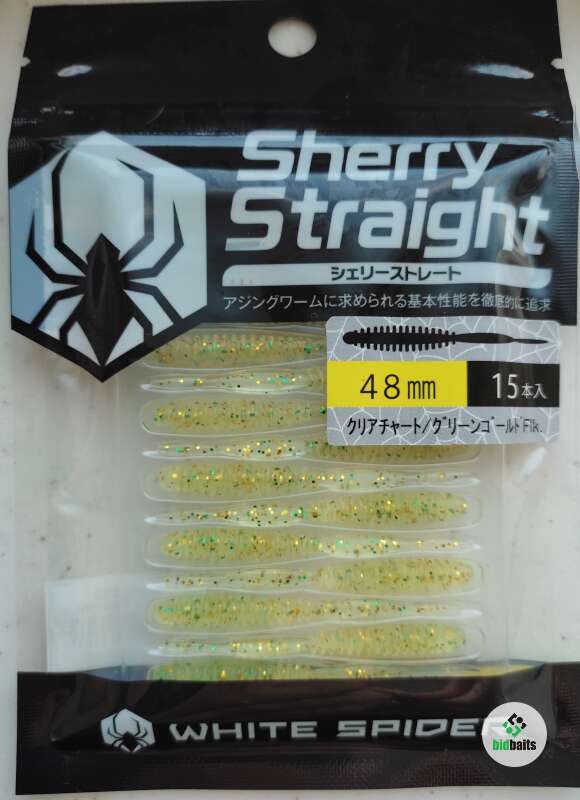 Sherry
Straight
シェリーストレート
アジングワームに求められる基本性能を徹底的に追求
48mm
15本入
クリアチャート/グリーンゴールドFlk.
WHITE SPIDER
bidbaits